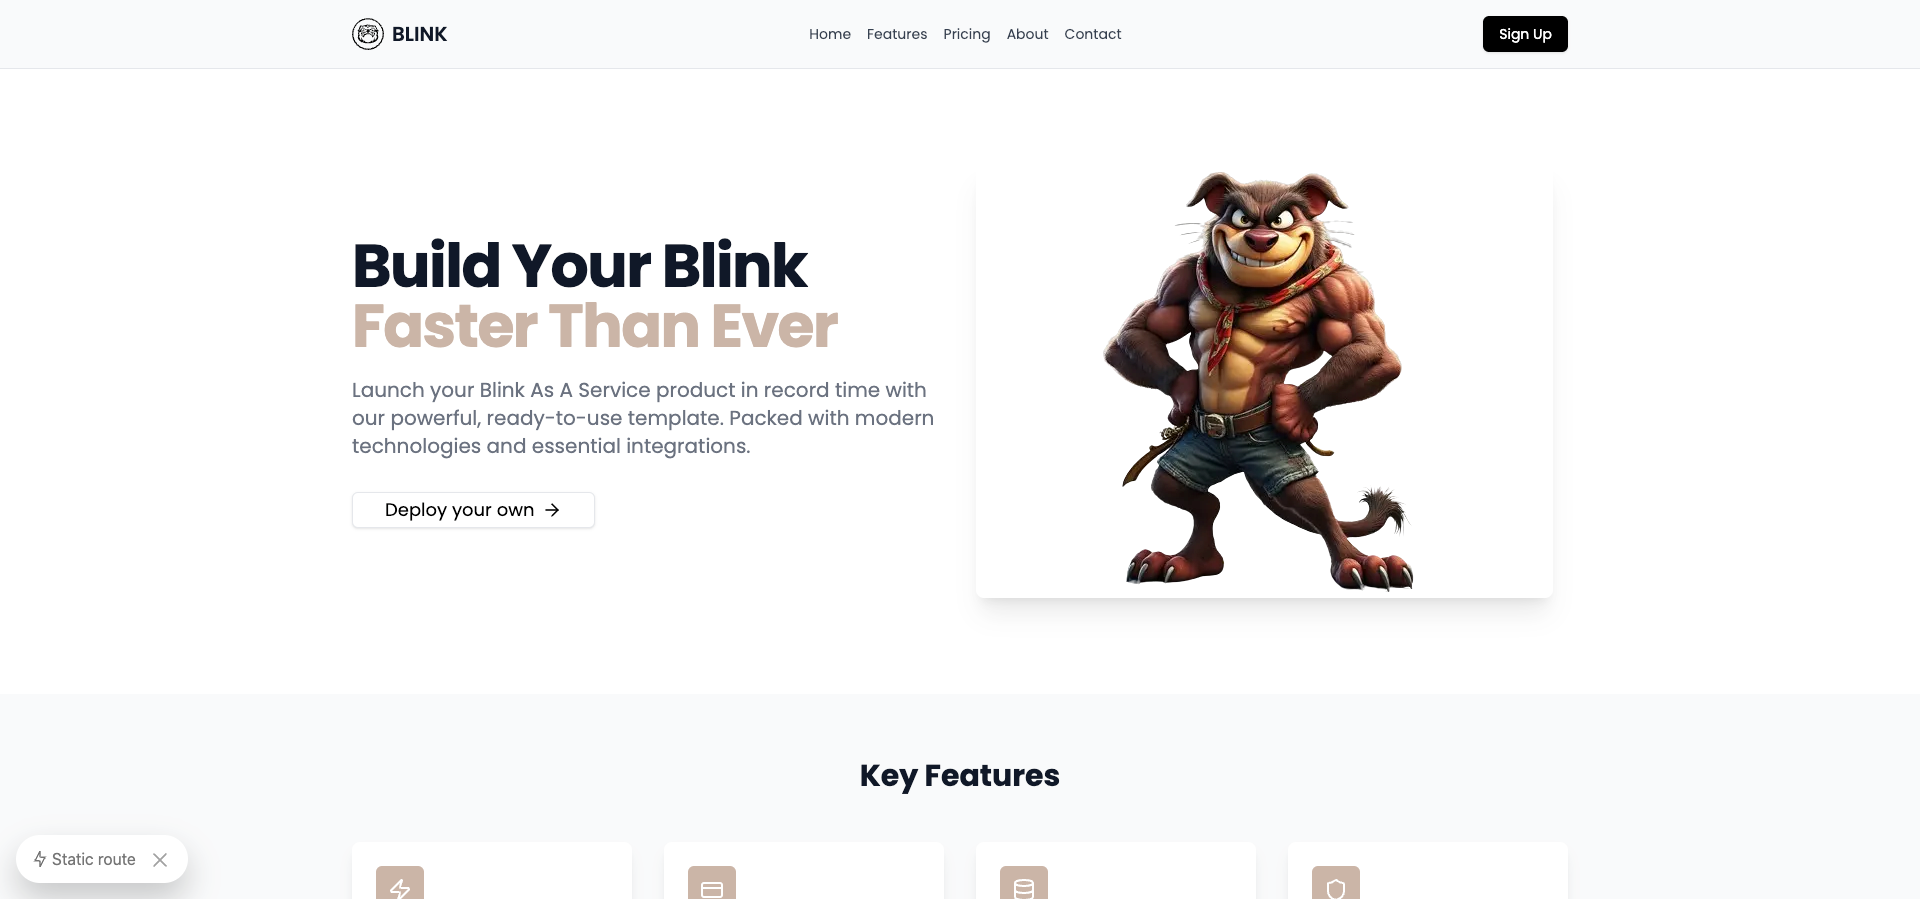 BLINK
Home Features Pricing About Contact
Sign Up
Build Your Blink
Faster Than Ever
Launch your Blink As A Service product in record time with
our powerful, ready-to-use template. Packed with modern
technologies and essential integrations.
Deploy your own
Key Features
Static route